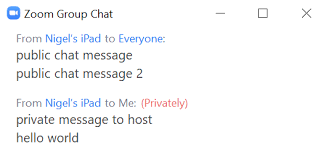 Zoom Group Chat
From Nigel's iPad to Everyone:
public chat message
public chat message 2
From Nigel's iPad to Me: (Privately)
private message to host
hello world